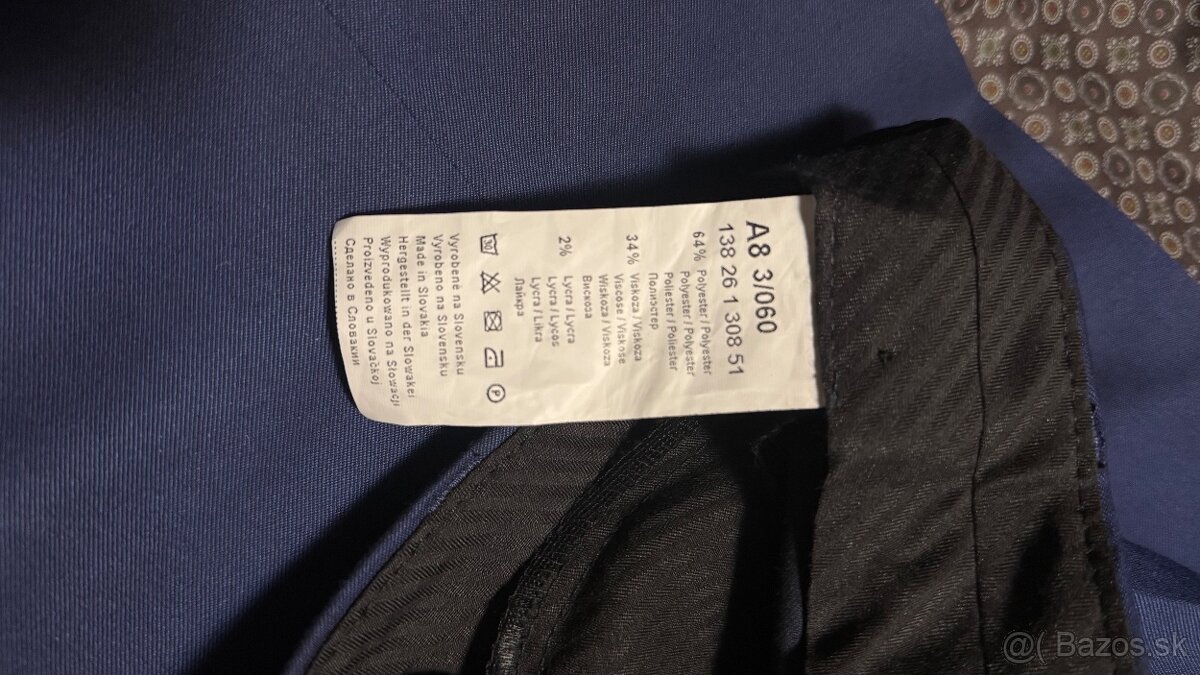 A8 3/060
138 26 1 308 51
64% Polyester / Polyester
Polyester / Polyester
Poliester / Poliester
Полиэстер
34% Viskoza / Viskoza
Viscose / Viskose
Wiskoza / Viskoza
Вискоза
2% Lycra / Lycra
Lycra / Lycos
Lycra / Likra
Лайкра
30
P
Vyrobené na Slovensku
Vyrobeno na Slovensku
Made in Slovakia
Hergestellt in der Slowakei
Wyprodukowano na Słowacji
Proizvedeno u Slovačkoj
Сделано в Словакии
@( Bazos.sk